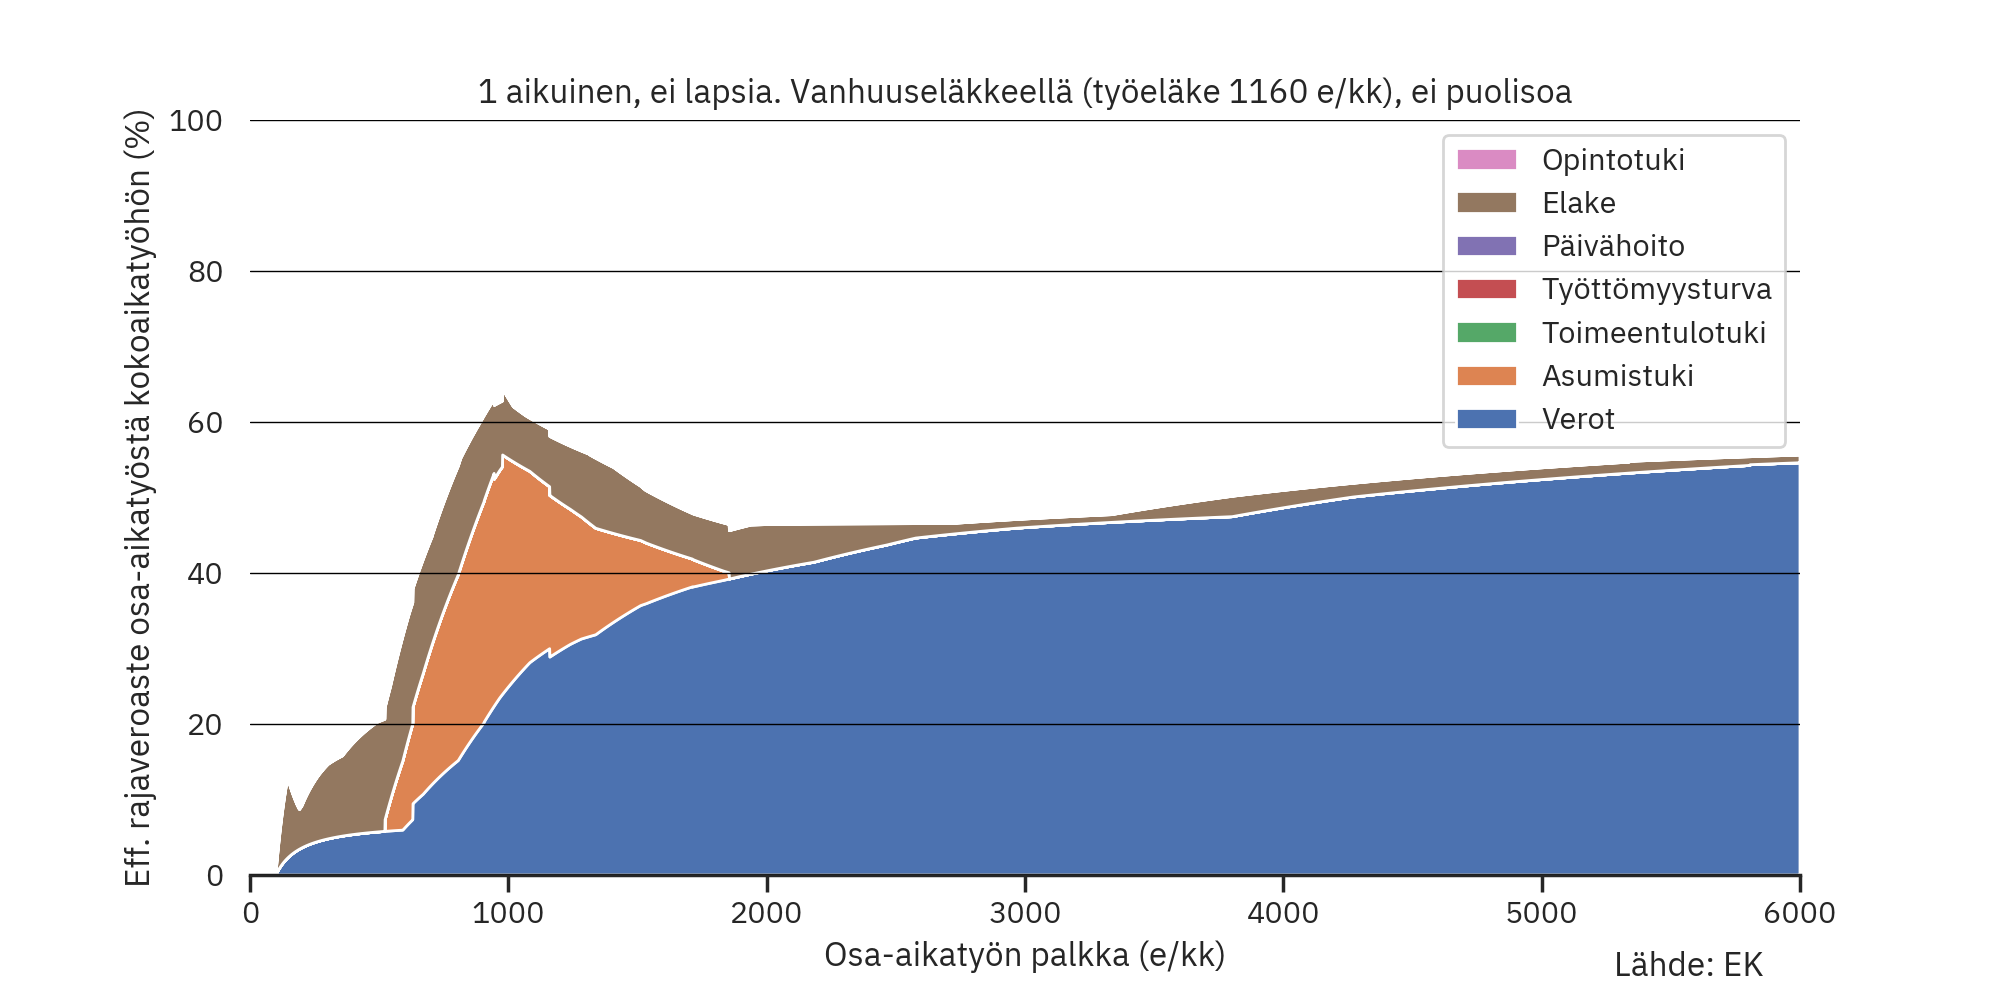 1 aikuinen, ei lapsia. Vanhuuseläkkeellä (työeläke 1160 e/kk), ei puolisoa
Eff. rajaveroaste osa-aikatyöstä kokoaikatyöhön (%)
100
80
60
40
20
0
Opintotuki
Elake
Päivähoito
Työttömyysturva
Toimeentulotuki
Asumistuki
Verot
0 1000 2000 3000 4000 5000 6000
Osa-aikatyön palkka (e/kk)
Lähde: EK